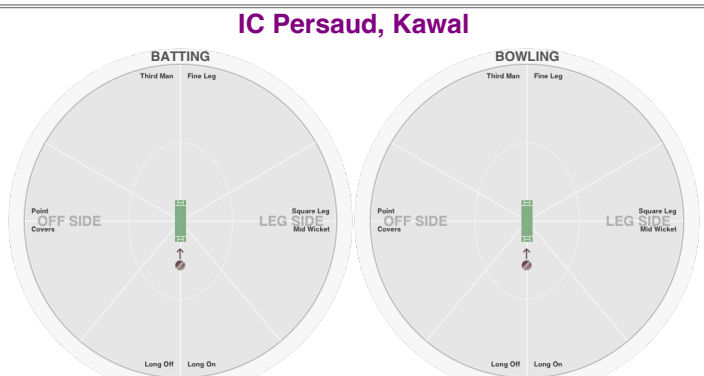 IC Persaud, Kawal
BATTING
Third Man Fine Leg
Point
OFF SIDE
Covers
Square Leg
LEG SIDE
Mid Wicket
Long Off Long On
BOWLING
Third Man Fine Leg
Point
OFF SIDE
Covers
Square Leg
LEG SIDE
Mid Wicket
Long Off Long On